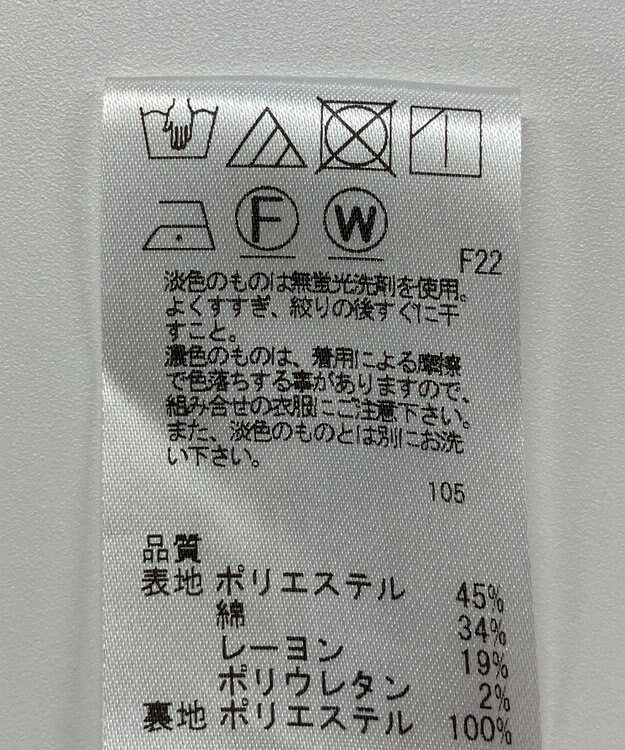 F W
F22
淡色のものは無蛍光洗剤を使用。
よくすすぎ、絞りの後すぐに干
すこと。
濃色のものは、着用による摩擦
で色落ちする事がありますので、
組み合せの衣服にご注意下さい。
また、淡色のものとは別にお洗
い下さい。
105
品質
表地 ポリエステル 45%
綿 34%
レーヨン 19%
ポリウレタン 2%
裏地 ポリエステル 100%